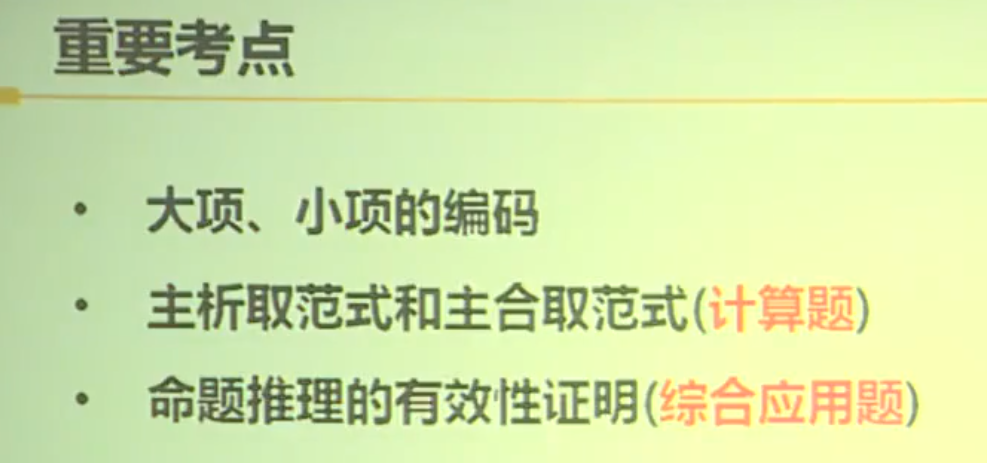 重要考点
• 大项、小项的编码
• 主析取范式和主合取范式(计算题)
• 命题推理的有效性证明(综合应用题)